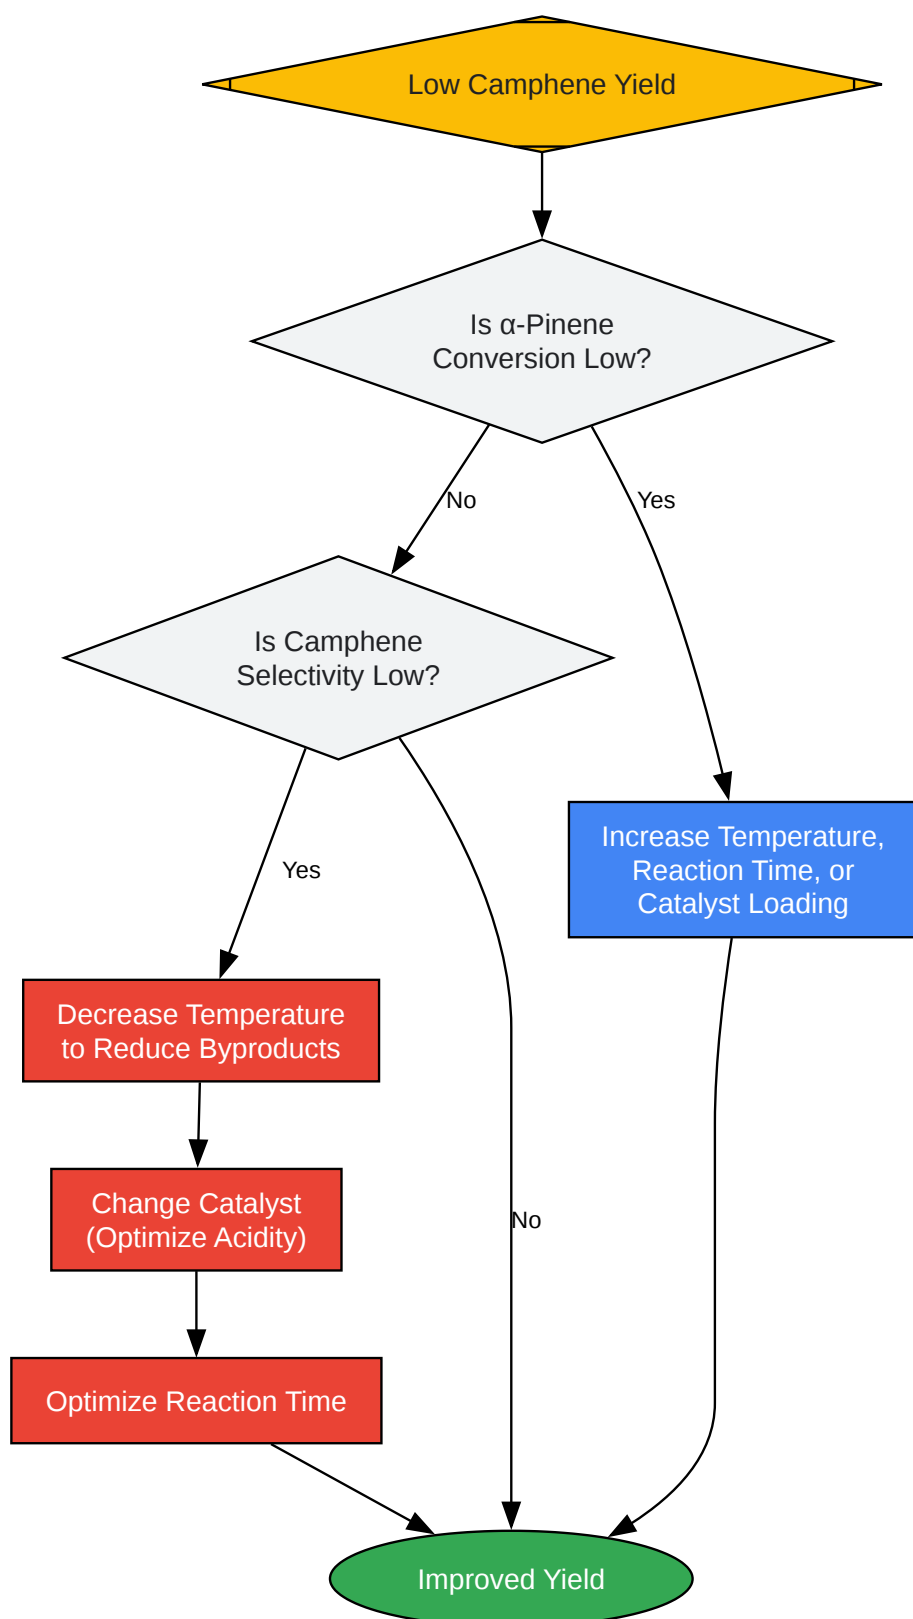 Low Camphene Yield
Is α-Pinene
Conversion Low?
No
Yes
Is Camphene
Selectivity Low?
Increase Temperature,
Reaction Time, or
Catalyst Loading
Yes
Decrease Temperature
to Reduce Byproducts
Change Catalyst
(Optimize Acidity)
No
Optimize Reaction Time
Improved Yield